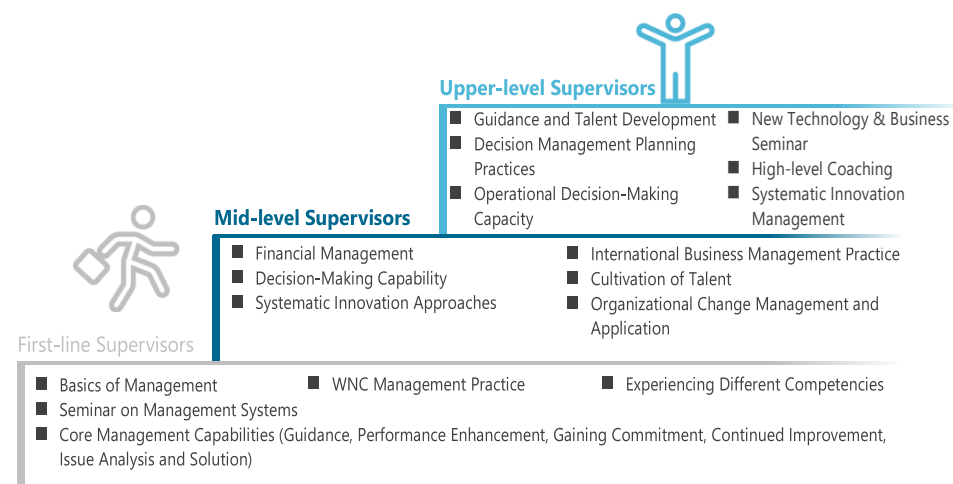 Upper-level Supervisors
Guidance and Talent Development
Decision Management Planning
Practices
Operational Decision-Making
Capacity
New Technology & Business
Seminar
High-level Coaching
Systematic Innovation
Management
Mid-level Supervisors
Financial Management
Decision-Making Capability
Systematic Innovation Approaches
International Business Management Practice
Cultivation of Talent
Organizational Change Management and
Application
First-line Supervisors
Basics of Management
WNC Management Practice
Experiencing Different Competencies
Seminar on Management Systems
Core Management Capabilities (Guidance, Performance Enhancement, Gaining Commitment, Continued Improvement,
Issue Analysis and Solution)